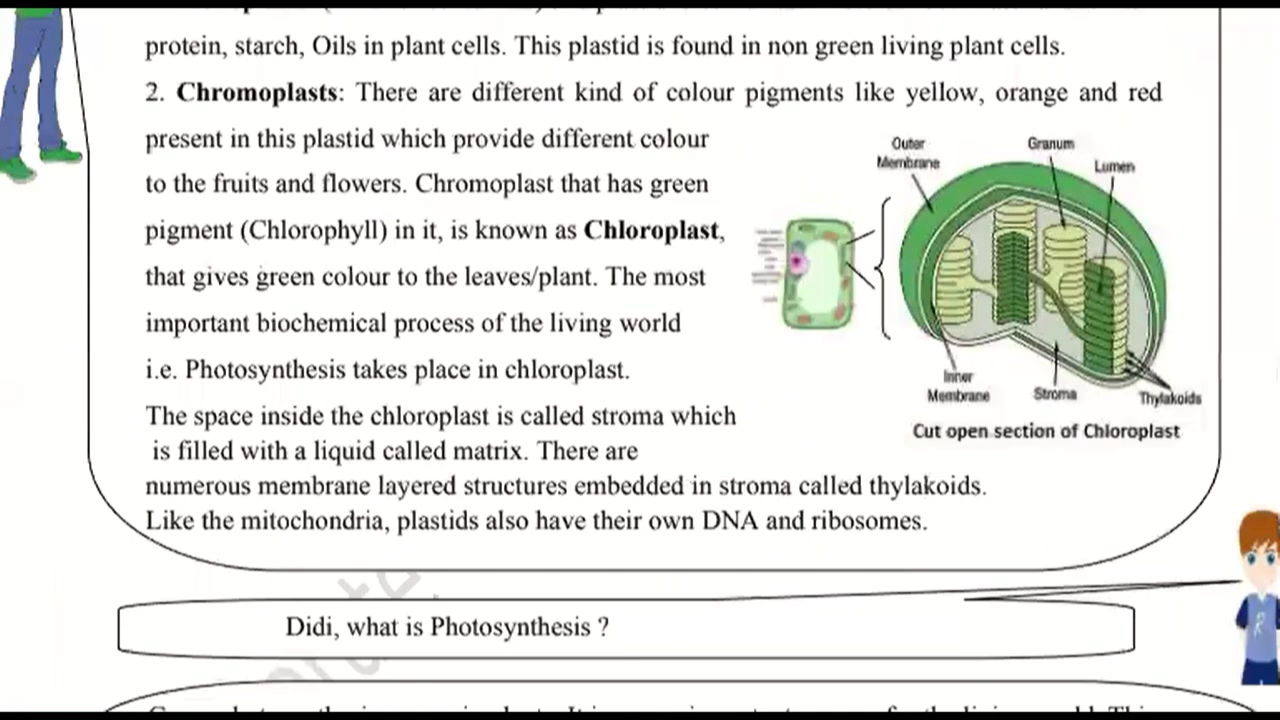 protein, starch, Oils in plant cells. This plastid is found in non green living plant cells.
2. Chromoplasts: There are different kind of colour pigments like yellow, orange and red
present in this plastid which provide different colour
to the fruits and flowers. Chromoplast that has green
pigment (Chlorophyll) in it, is known as Chloroplast,
that gives green colour to the leaves/plant. The most
important biochemical process of the living world
i.e. Photosynthesis takes place in chloroplast.
The space inside the chloroplast is called stroma which
is filled with a liquid called matrix. There are
numerous membrane layered structures embedded in stroma called thylakoids.
Like the mitochondria, plastids also have their own DNA and ribosomes.
Outer
Membrane
Granum
Lumen
Inner
Membrane
Stroma
Thylakoids
Cut open section of Chloroplast
Didi, what is Photosynthesis ?